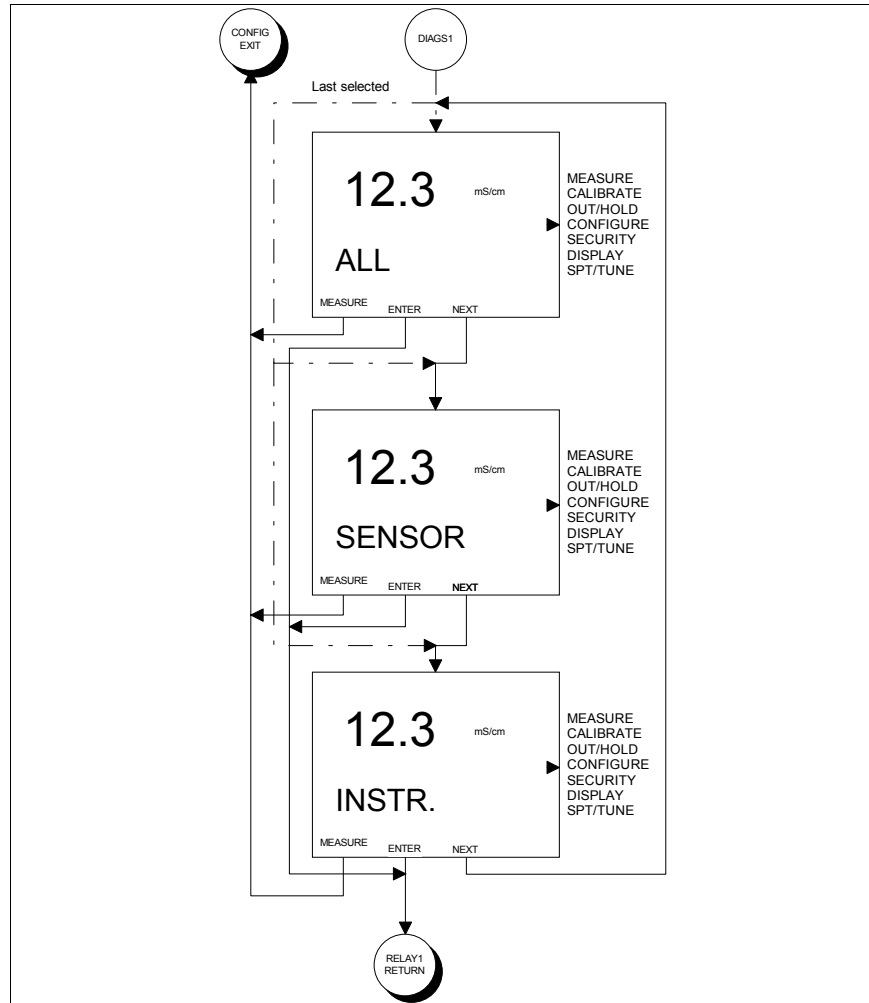 CONFIG
EXIT
DIAGS1
Last selected
12.3 mS/cm
ALL
MEASURE ENTER NEXT
MEASURE
CALIBRATE
OUT/HOLD
CONFIGURE
SECURITY
DISPLAY
SPT/TUNE
12.3 mS/cm
SENSOR
MEASURE ENTER NEXT
MEASURE
CALIBRATE
OUT/HOLD
CONFIGURE
SECURITY
DISPLAY
SPT/TUNE
12.3 mS/cm
INSTR.
MEASURE ENTER NEXT
MEASURE
CALIBRATE
OUT/HOLD
CONFIGURE
SECURITY
DISPLAY
SPT/TUNE
RELAY1
RETURN